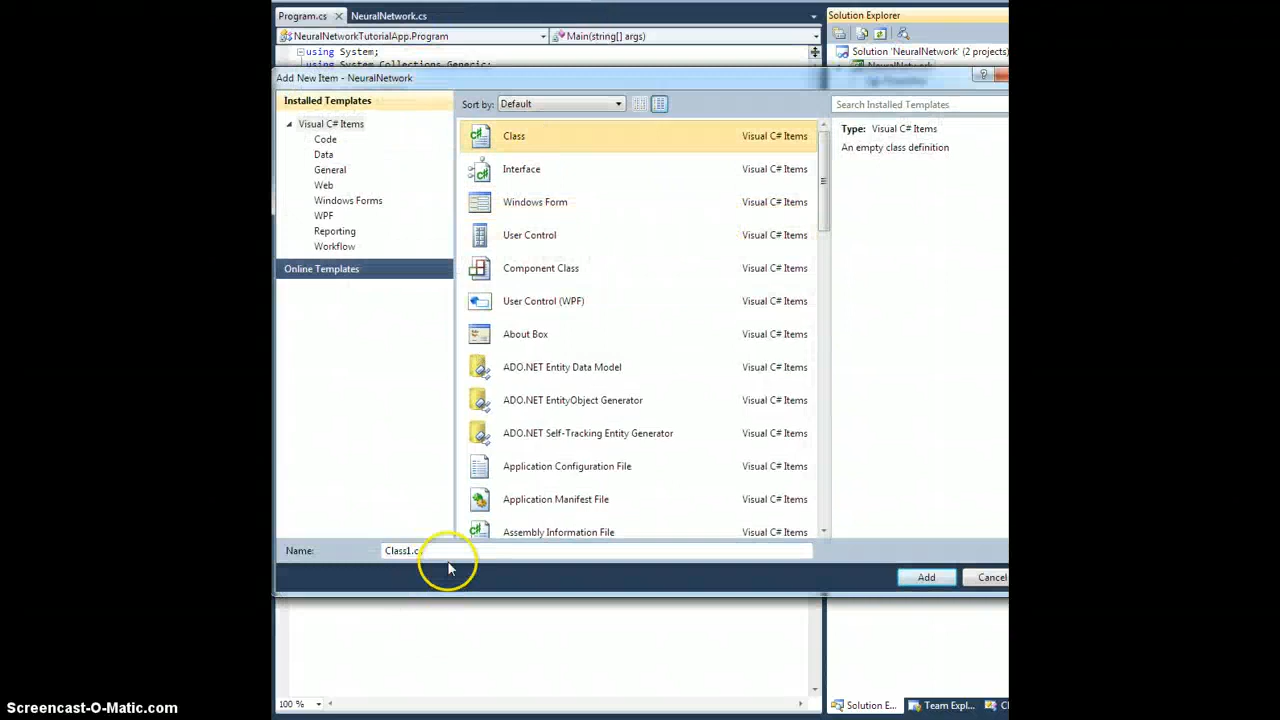 Program.cs NeuralNetwork.cs Solution Explorer
NeuralNetworkTutorialApp.Program Main(string[] args)
using System; Solution 'NeuralNetwork' (2 projects)
using System.Collections.Generic; NeuralNetwork
Add New Item - NeuralNetwork
Installed Templates Sort by: Default Search Installed Templates
Visual C# Items Class Visual C# Items Type: Visual C# Items
Code
Data An empty class definition
General Interface Visual C# Items
Web
Windows Forms Windows Form Visual C# Items
WPF
Reporting User Control Visual C# Items
Workflow
Online Templates Component Class Visual C# Items
User Control (WPF) Visual C# Items
About Box Visual C# Items
ADO.NET Entity Data Model Visual C# Items
ADO.NET EntityObject Generator Visual C# Items
ADO.NET Self-Tracking Entity Generator Visual C# Items
Application Configuration File Visual C# Items
Application Manifest File Visual C# Items
Assembly Information File Visual C# Items
Name: Class1.c
Add Cancel
100 % Solution E... Team Expl...
Screencast-O-Matic.com